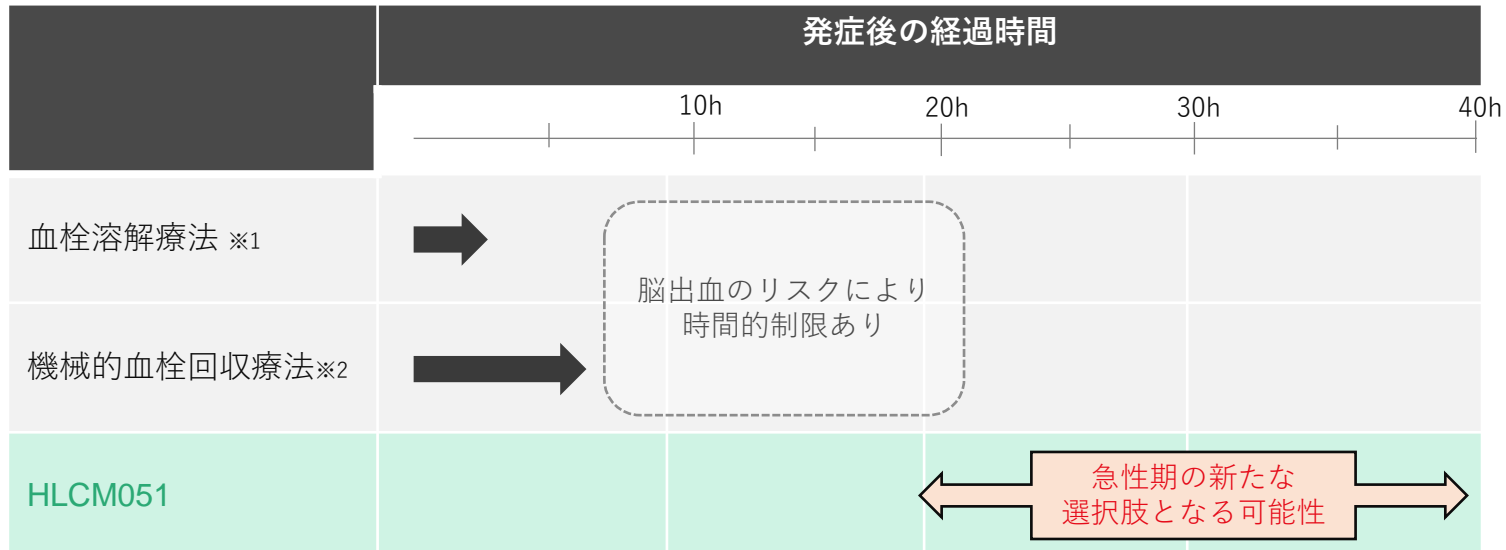 発症後の経過時間
10h
20h
30h
40h
血栓溶解療法 ※1
脳出血のリスクにより
時間的制限あり
機械的血栓回収療法※2
HLCM051
急性期の新たな
選択肢となる可能性